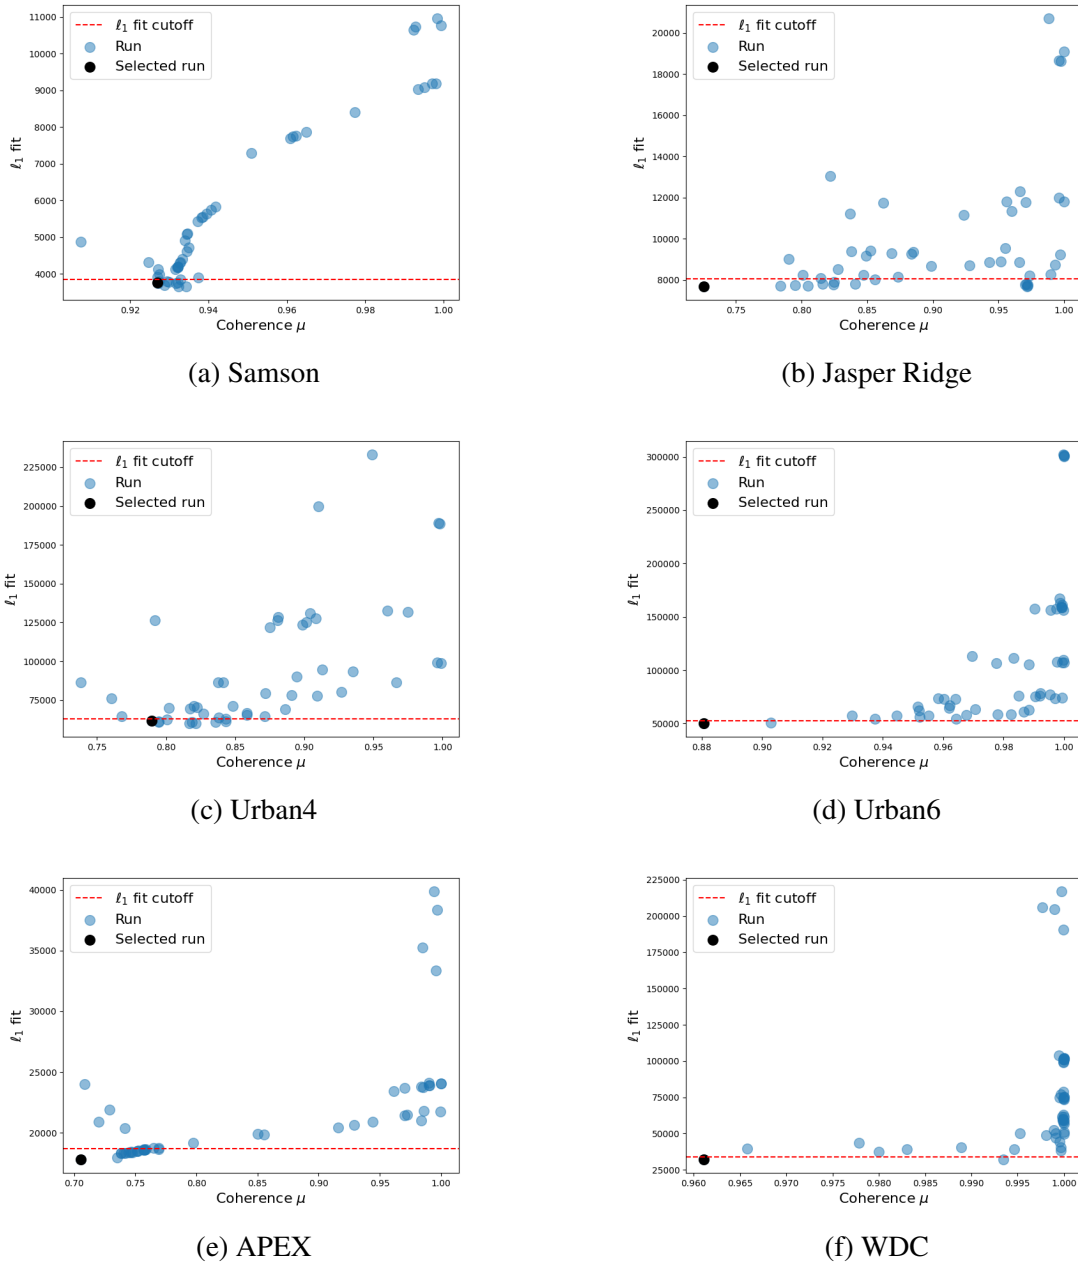 11000
10000
9000
8000
7000
6000
5000
4000
ℓ1 fit
ℓ1 fit cutoff
Run
Selected run
0.92 0.94 0.96 0.98 1.00
Coherence μ
(a) Samson
20000
18000
16000
14000
12000
10000
8000
ℓ1 fit
ℓ1 fit cutoff
Run
Selected run
0.75 0.80 0.85 0.90 0.95 1.00
Coherence μ
(b) Jasper Ridge
225000
200000
175000
150000
125000
100000
75000
50000
ℓ1 fit
ℓ1 fit cutoff
Run
Selected run
0.75 0.80 0.85 0.90 0.95 1.00
Coherence μ
(c) Urban4
300000
250000
200000
150000
100000
50000
ℓ1 fit
ℓ1 fit cutoff
Run
Selected run
0.88 0.90 0.92 0.94 0.96 0.98 1.00
Coherence μ
(d) Urban6
40000
35000
30000
25000
20000
ℓ1 fit
ℓ1 fit cutoff
Run
Selected run
0.70 0.75 0.80 0.85 0.90 0.95 1.00
Coherence μ
(e) APEX
225000
200000
175000
150000
125000
100000
75000
50000
25000
ℓ1 fit
ℓ1 fit cutoff
Run
Selected run
0.960 0.965 0.970 0.975 0.980 0.985 0.990 0.995 1.000
Coherence μ
(f) WDC